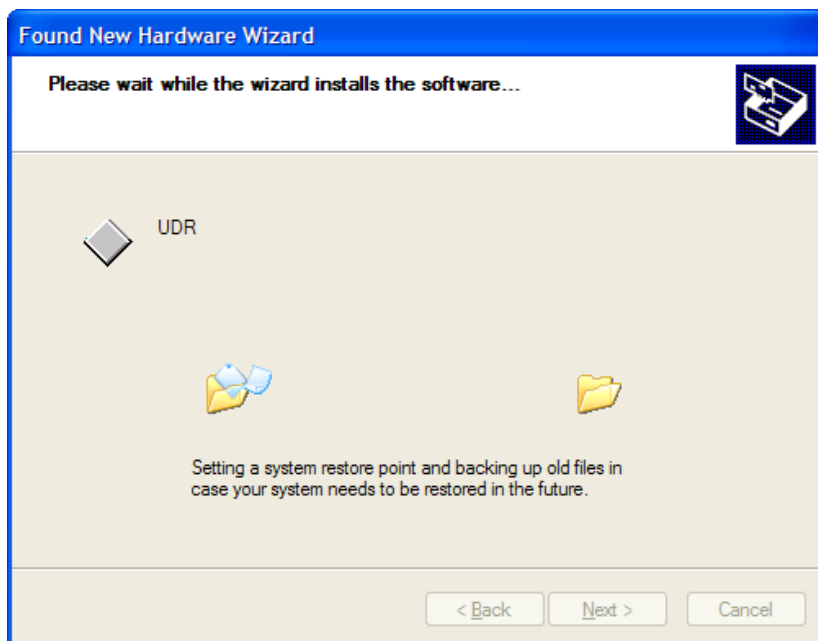 Found New Hardware Wizard
Please wait while the wizard installs the software...
UDR
Setting a system restore point and backing up old files in
case your system needs to be restored in the future.
< Back
Next >
Cancel